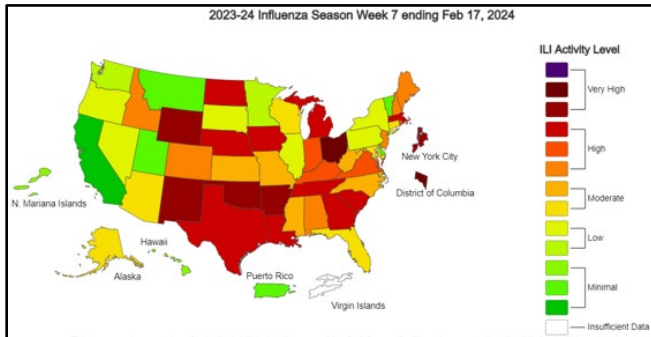 2023-24 Influenza Season Week 7 ending Feb 17, 2024
ILI Activity Level
Very High
High
Moderate
Low
Minimal
Insufficient Data
New York City
District of Columbia
N. Mariana Islands
Hawaii
Alaska
Puerto Rico
Virgin Islands